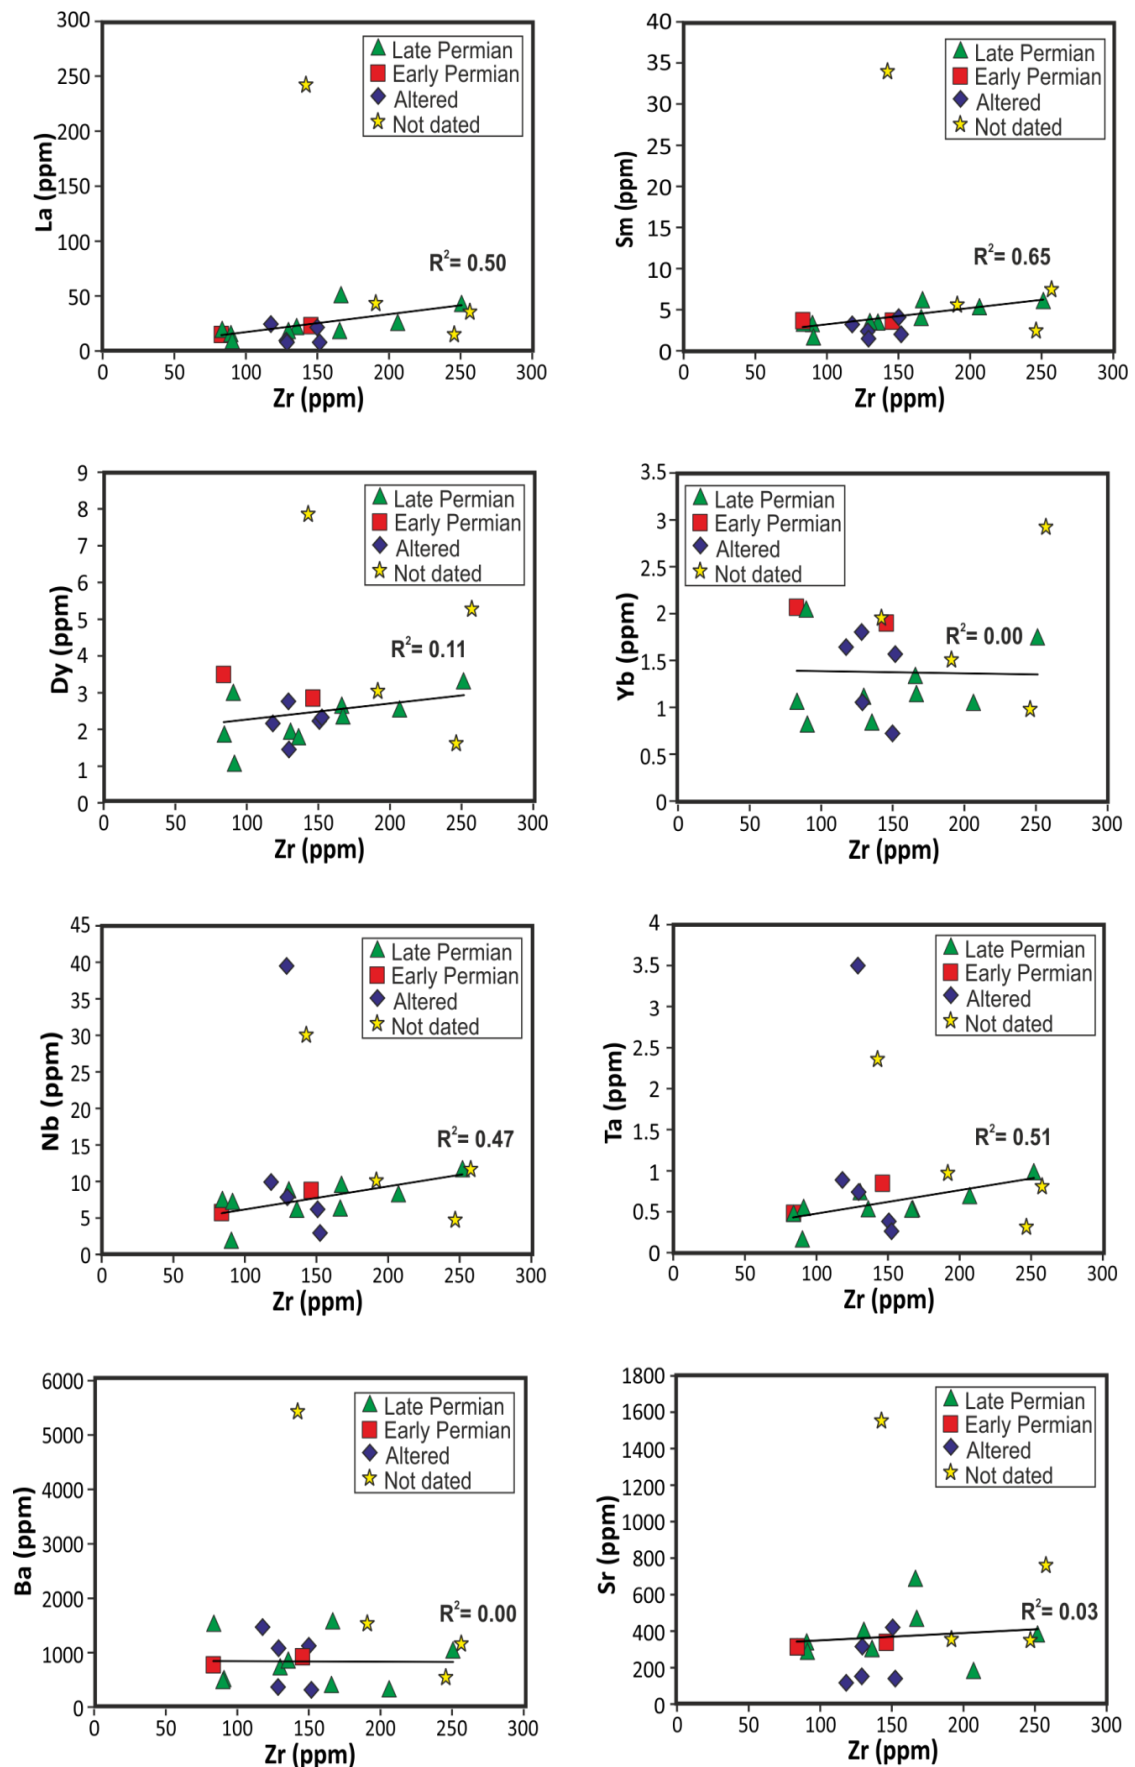 300
250
200
150
100
50
0
La (ppm)
Late Permian
Early Permian
Altered
Not dated
R²= 0.50
0 50 100 150 200 250 300
Zr (ppm)
40
35
30
25
20
15
10
5
0
Sm (ppm)
Late Permian
Early Permian
Altered
Not dated
R²= 0.65
0 50 100 150 200 250 300
Zr (ppm)
9
8
7
6
5
4
3
2
1
0
Dy (ppm)
Late Permian
Early Permian
Altered
Not dated
R²= 0.11
0 50 100 150 200 250 300
Zr (ppm)
3.5
3
2.5
2
1.5
1
0.5
0
Yb (ppm)
Late Permian
Early Permian
Altered
Not dated
R²= 0.00
0 50 100 150 200 250 300
Zr (ppm)
45
40
35
30
25
20
15
10
5
0
Nb (ppm)
Late Permian
Early Permian
Altered
Not dated
R²= 0.47
0 50 100 150 200 250 300
Zr (ppm)
4
3.5
3
2.5
2
1.5
1
0.5
0
Ta (ppm)
Late Permian
Early Permian
Altered
Not dated
R²= 0.51
0 50 100 150 200 250 300
Zr (ppm)
6000
5000
4000
3000
2000
1000
0
Ba (ppm)
Late Permian
Early Permian
Altered
Not dated
R²= 0.00
0 50 100 150 200 250 300
Zr (ppm)
1800
1600
1400
1200
1000
800
600
400
200
0
Sr (ppm)
Late Permian
Early Permian
Altered
Not dated
R²= 0.03
0 50 100 150 200 250 300
Zr (ppm)